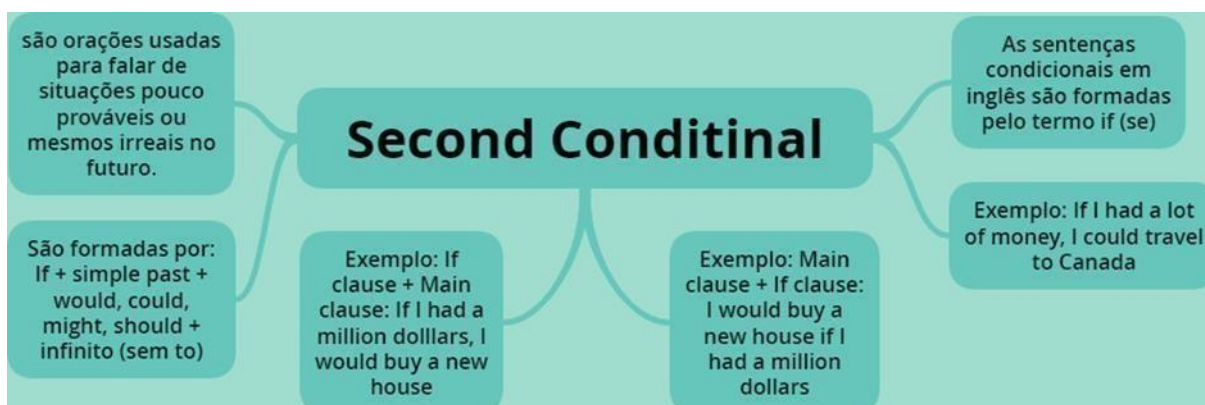 são orações usadas
para falar de
situações pouco
prováveis ou
mesmos irreais no
futuro.
São formadas por:
If + simple past +
would, could,
might, should +
infinito (sem to)
Second Conditinal
Exemplo: If
clause + Main
clause: If I had a
million dolllars, I
would buy a new
house
Exemplo: Main
clause + If clause:
I would buy a
new house if I
had a million
dollars
As sentenças
condicionais em
inglês são formadas
pelo termo if (se)
Exemplo: If I had a lot
of money, I could travel
to Canada